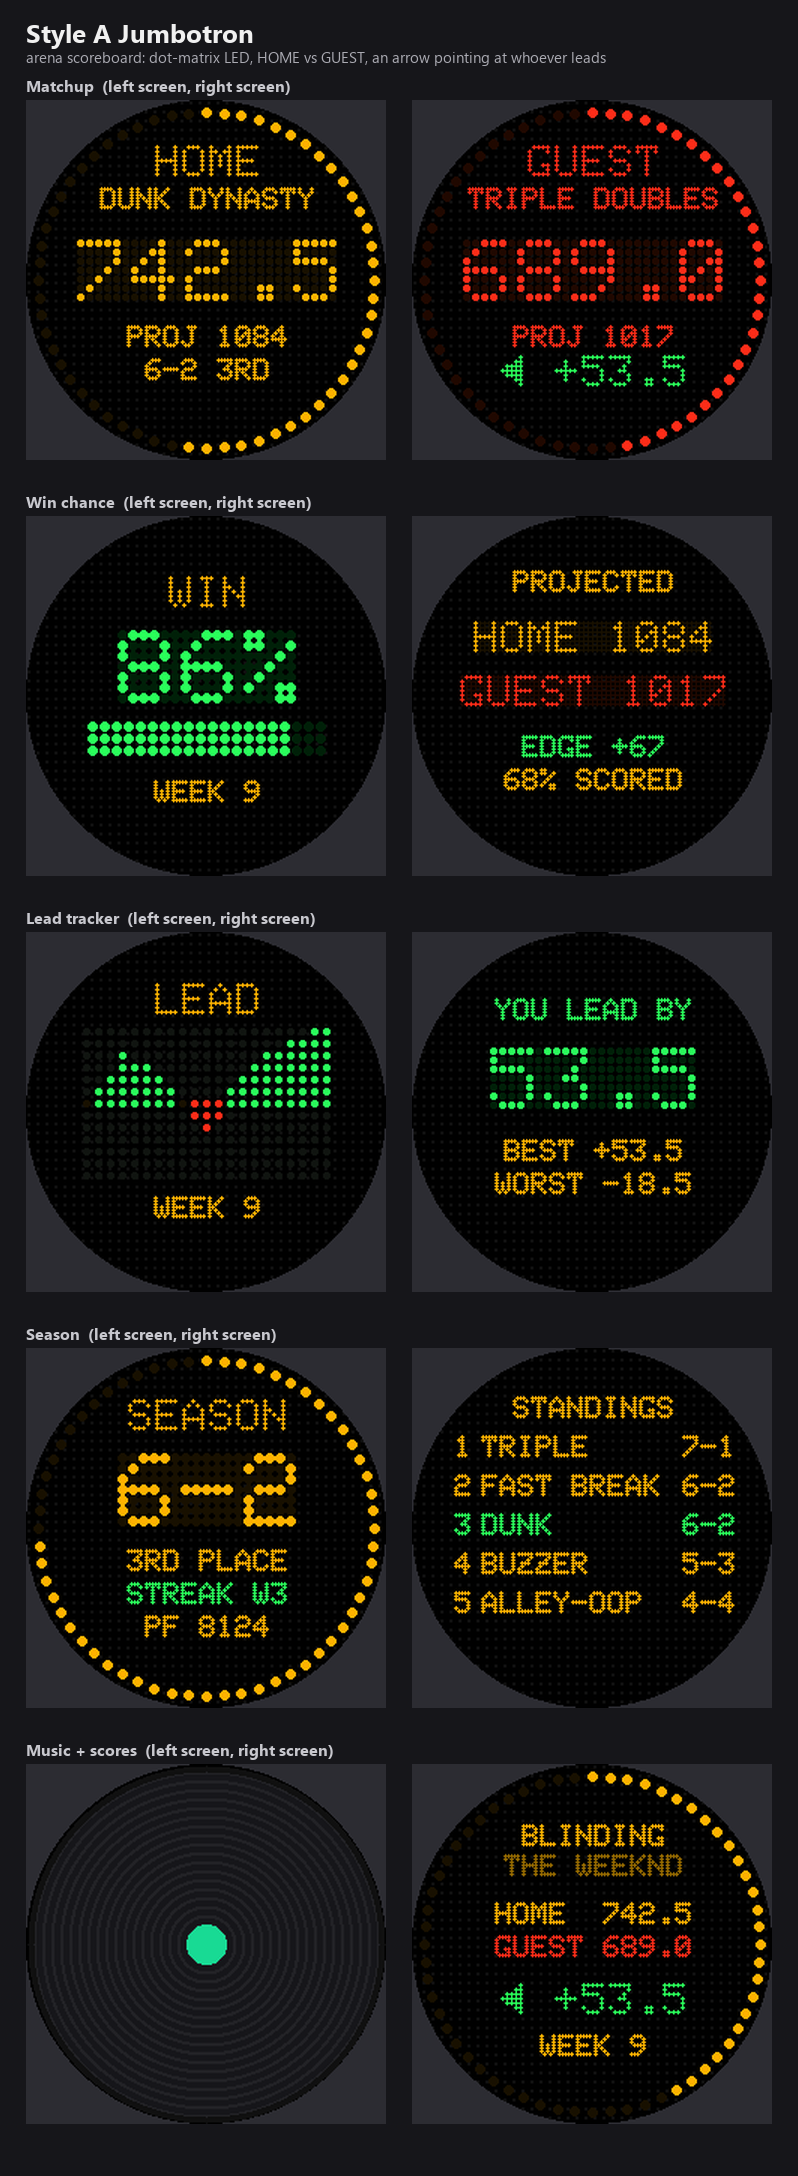 Style A Jumbotron
arena scoreboard: dot-matrix LED, HOME vs GUEST, an arrow pointing at whoever leads
Matchup (left screen, right screen)
HOME
DUNK DYNASTY
742.5
PROJ 1084
6-2 3RD
GUEST
TRIPLE DOUBLES
689.0
PROJ 1017
+53.5
Win chance (left screen, right screen)
WIN
86%
WEEK 9
PROJECTED
HOME 1084
GUEST 1017
EDGE +67
68% SCORED
Lead tracker (left screen, right screen)
LEAD
WEEK 9
YOU LEAD BY
53.5
BEST +53.5
WORST -18.5
Season (left screen, right screen)
SEASON
6-2
3RD PLACE
STREAK W3
PF 8124
STANDINGS
1 TRIPLE 7-1
2 FAST BREAK 6-2
3 DUNK 6-2
4 BUZZER 5-3
5 ALLEY-OOP 4-4
Music + scores (left screen, right screen)
BLINDING
THE WEEKND
HOME 742.5
GUEST 689.0
+53.5
WEEK 9